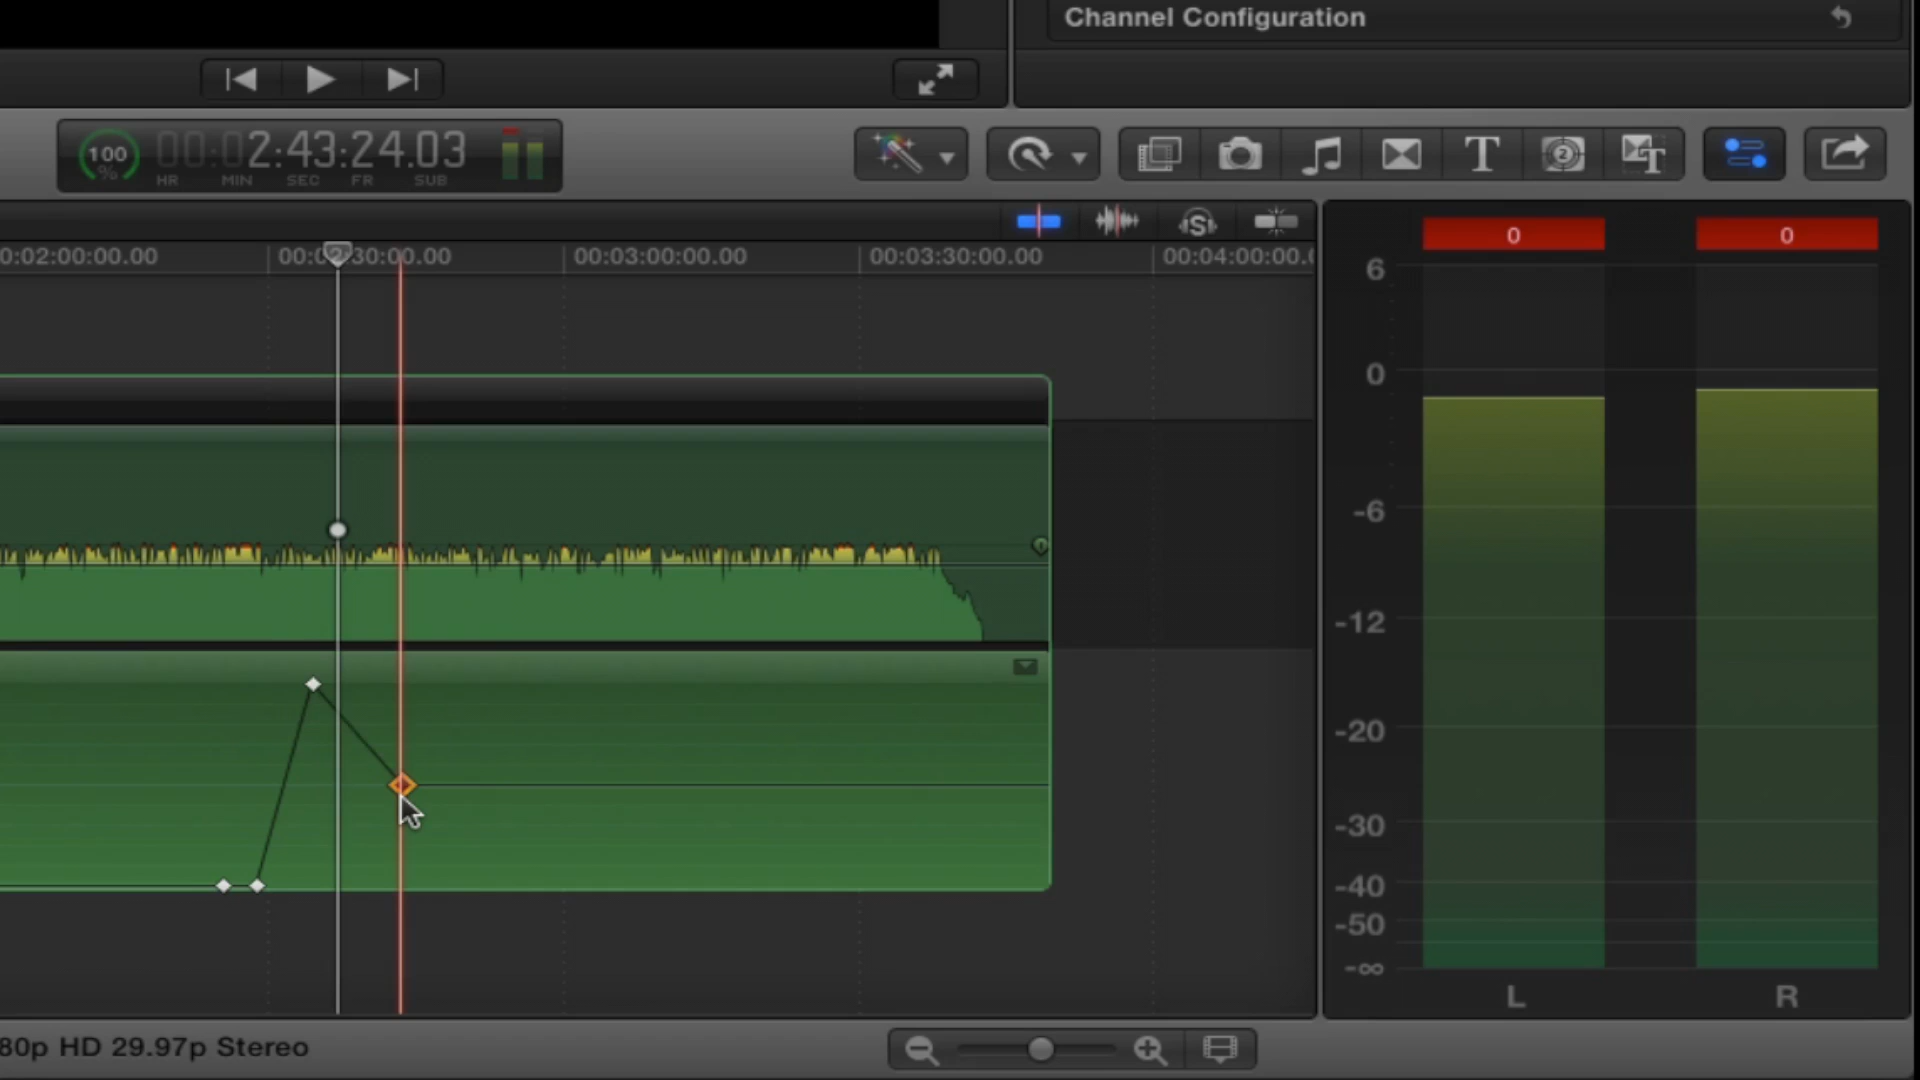 Channel Configuration
100
%
00:02:43:24.03
HR MIN SEC FR SUB
T
2
T
S
0:02:00:00.00
00:02:30:00.00
00:03:00:00.00
00:03:30:00.00
00:04:00:00.
0 0
6
0
-6
-12
-20
-30
-40
-50
-∞
L R
80p HD 29.97p Stereo